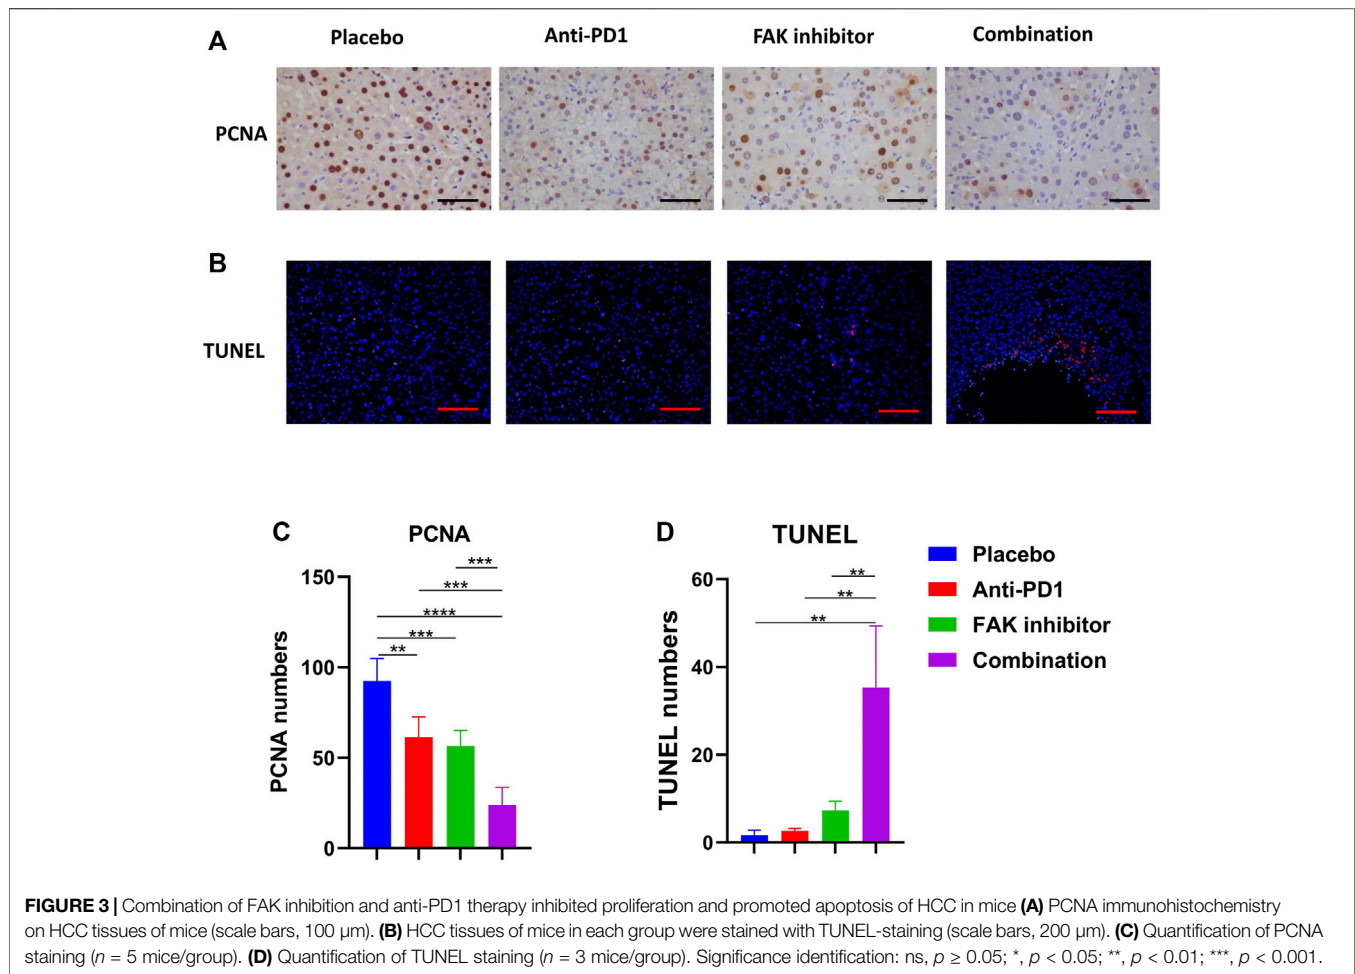 A
Placebo
Anti-PD1
FAK inhibitor
Combination
PCNA
B
TUNEL
C
PCNA
***
***
****
***
**
150
100
50
0
PCNA numbers
D
TUNEL
**
**
**
60
40
20
0
TUNEL numbers
Placebo
Anti-PD1
FAK inhibitor
Combination
FIGURE 3 | Combination of FAK inhibition and anti-PD1 therapy inhibited proliferation and promoted apoptosis of HCC in mice (A) PCNA immunohistochemistry
on HCC tissues of mice (scale bars, 100 μm). (B) HCC tissues of mice in each group were stained with TUNEL-staining (scale bars, 200 μm). (C) Quantification of PCNA
staining (n = 5 mice/group). (D) Quantification of TUNEL staining (n = 3 mice/group). Significance identification: ns, p ≥ 0.05; *, p < 0.05; **, p < 0.01; ***, p < 0.001.